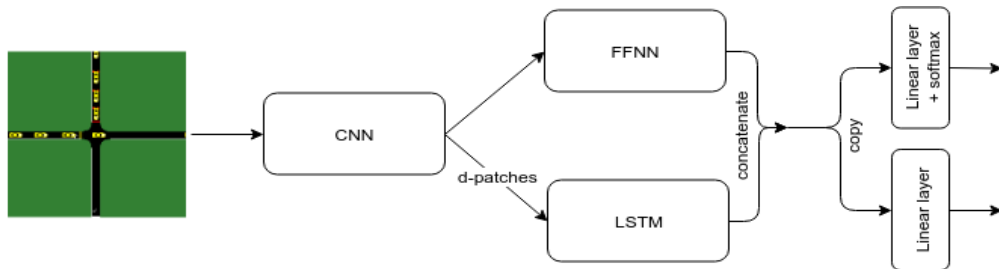 CNN
FFNN
d-patches
LSTM
concatenate
copy
Linear layer
+ softmax
Linear layer